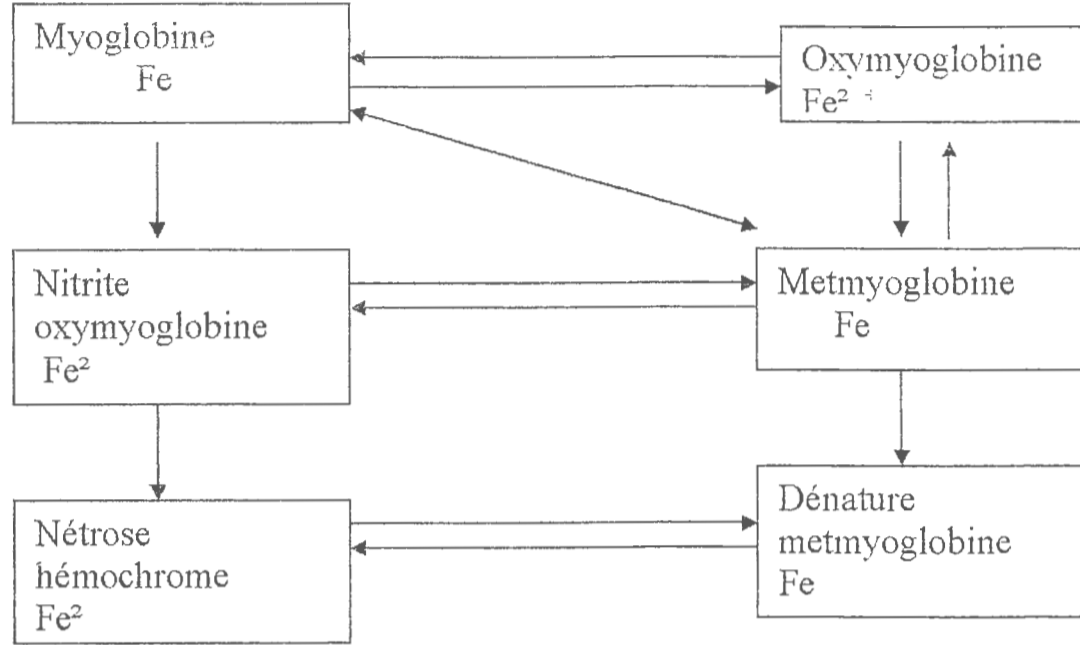 Myoglobine
Fe
Oxymyoglobine
Fe² +
Nitrite
oxymyoglobine
Fe²
Metmyoglobine
Fe
Nétrose
hémochrome
Fe²
Dénature
metmyoglobine
Fe